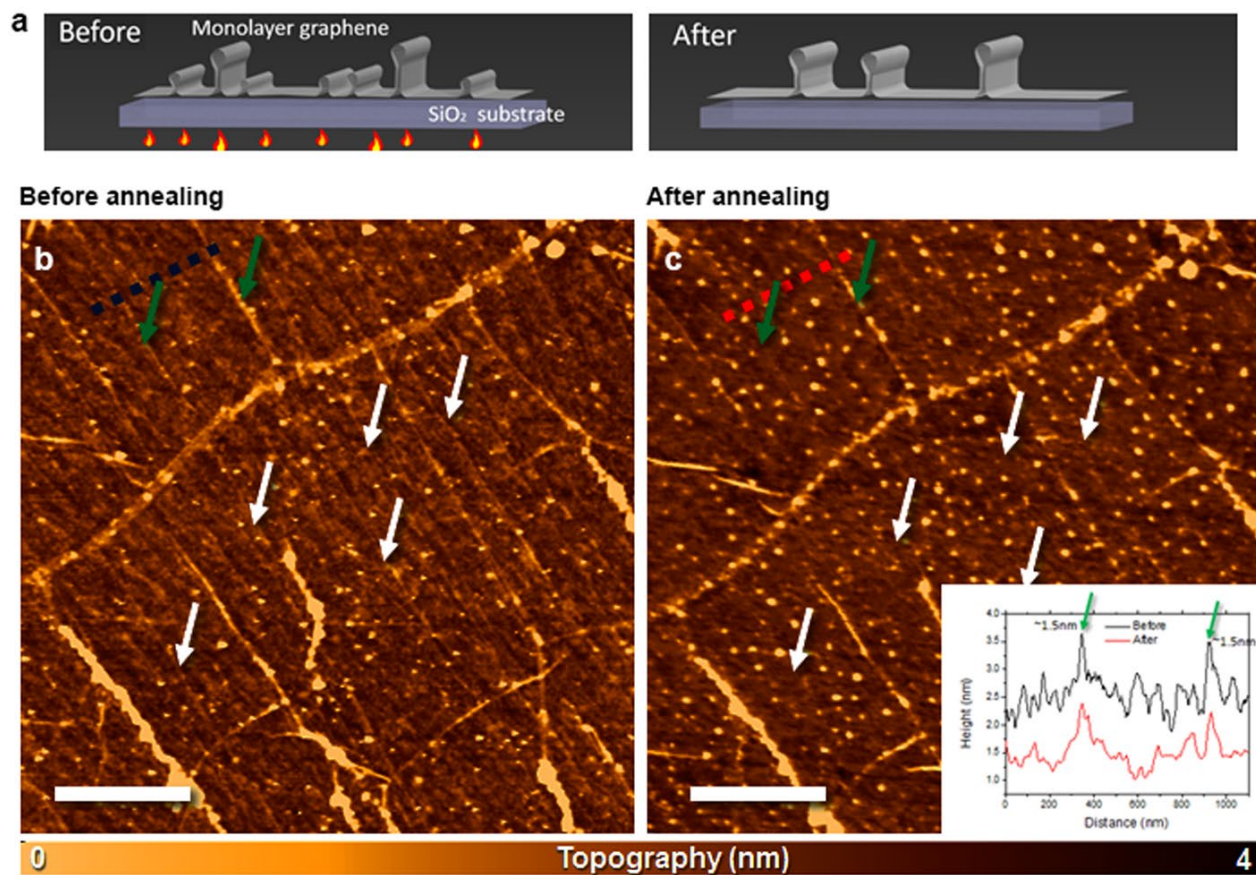 a
Before
Monolayer graphene
SiO₂ substrate
After
Before annealing
After annealing
b
c
4.0
3.5
3.0
2.5
2.0
1.5
1.0
Height (nm)
~1.5nm
Before
After
~1.5nm
0 200 400 600 800 1000
Distance (nm)
0 Topography (nm) 4